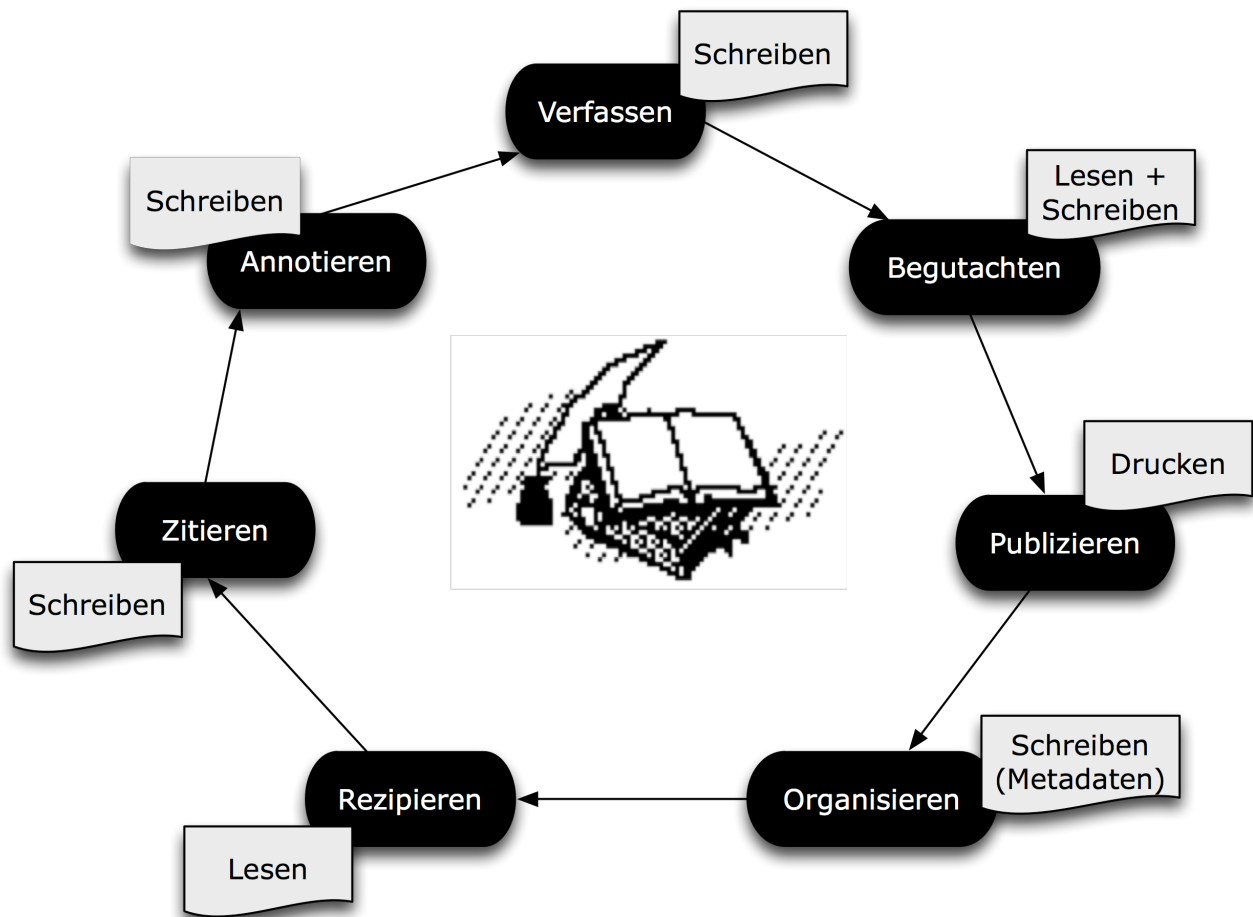 Schreiben
Verfassen
Lesen +
Schreiben
Begutachten
Drucken
Publizieren
Schreiben
(Metadaten)
Organisieren
Rezipieren
Lesen
Zitieren
Schreiben
Schreiben
Annotieren